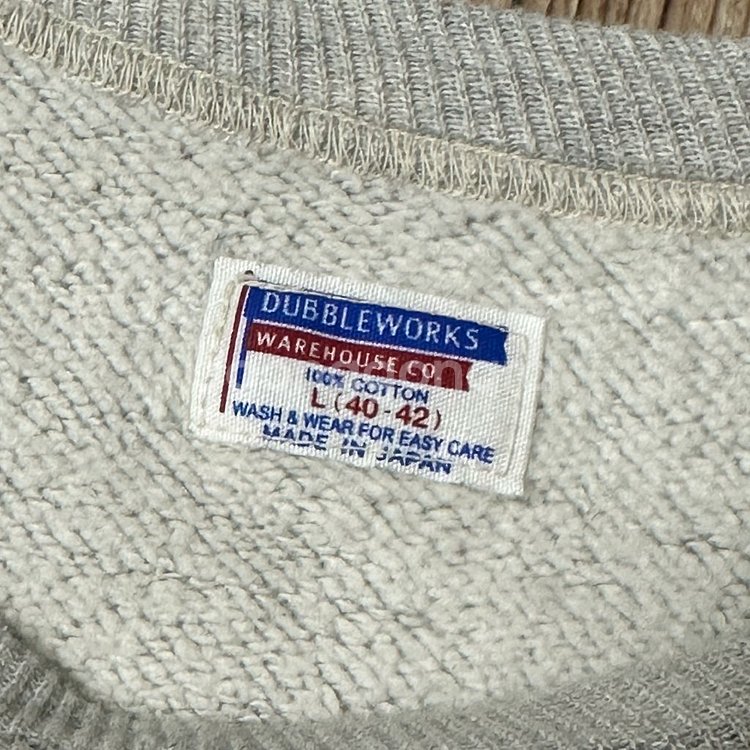 DUBBLEWORKS
WAREHOUSE CO.
100% COTTON
L (40-42)
WASH & WEAR FOR EASY CARE
MADE IN JAPAN